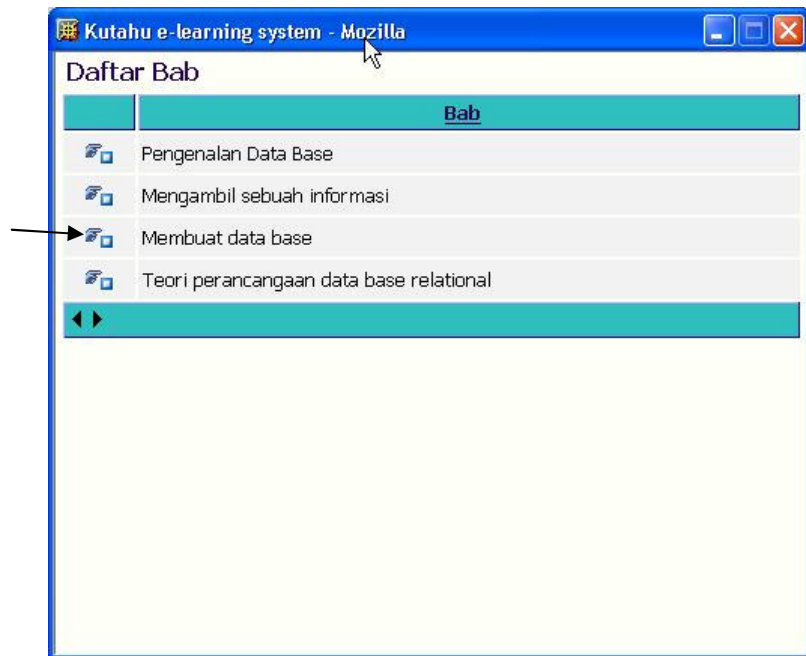 Kutahu e-learning system - Mozilla
Daftar Bab
Bab
Pengenalan Data Base
Mengambil sebuah informasi
Membuat data base
Teori perancangaan data base relational